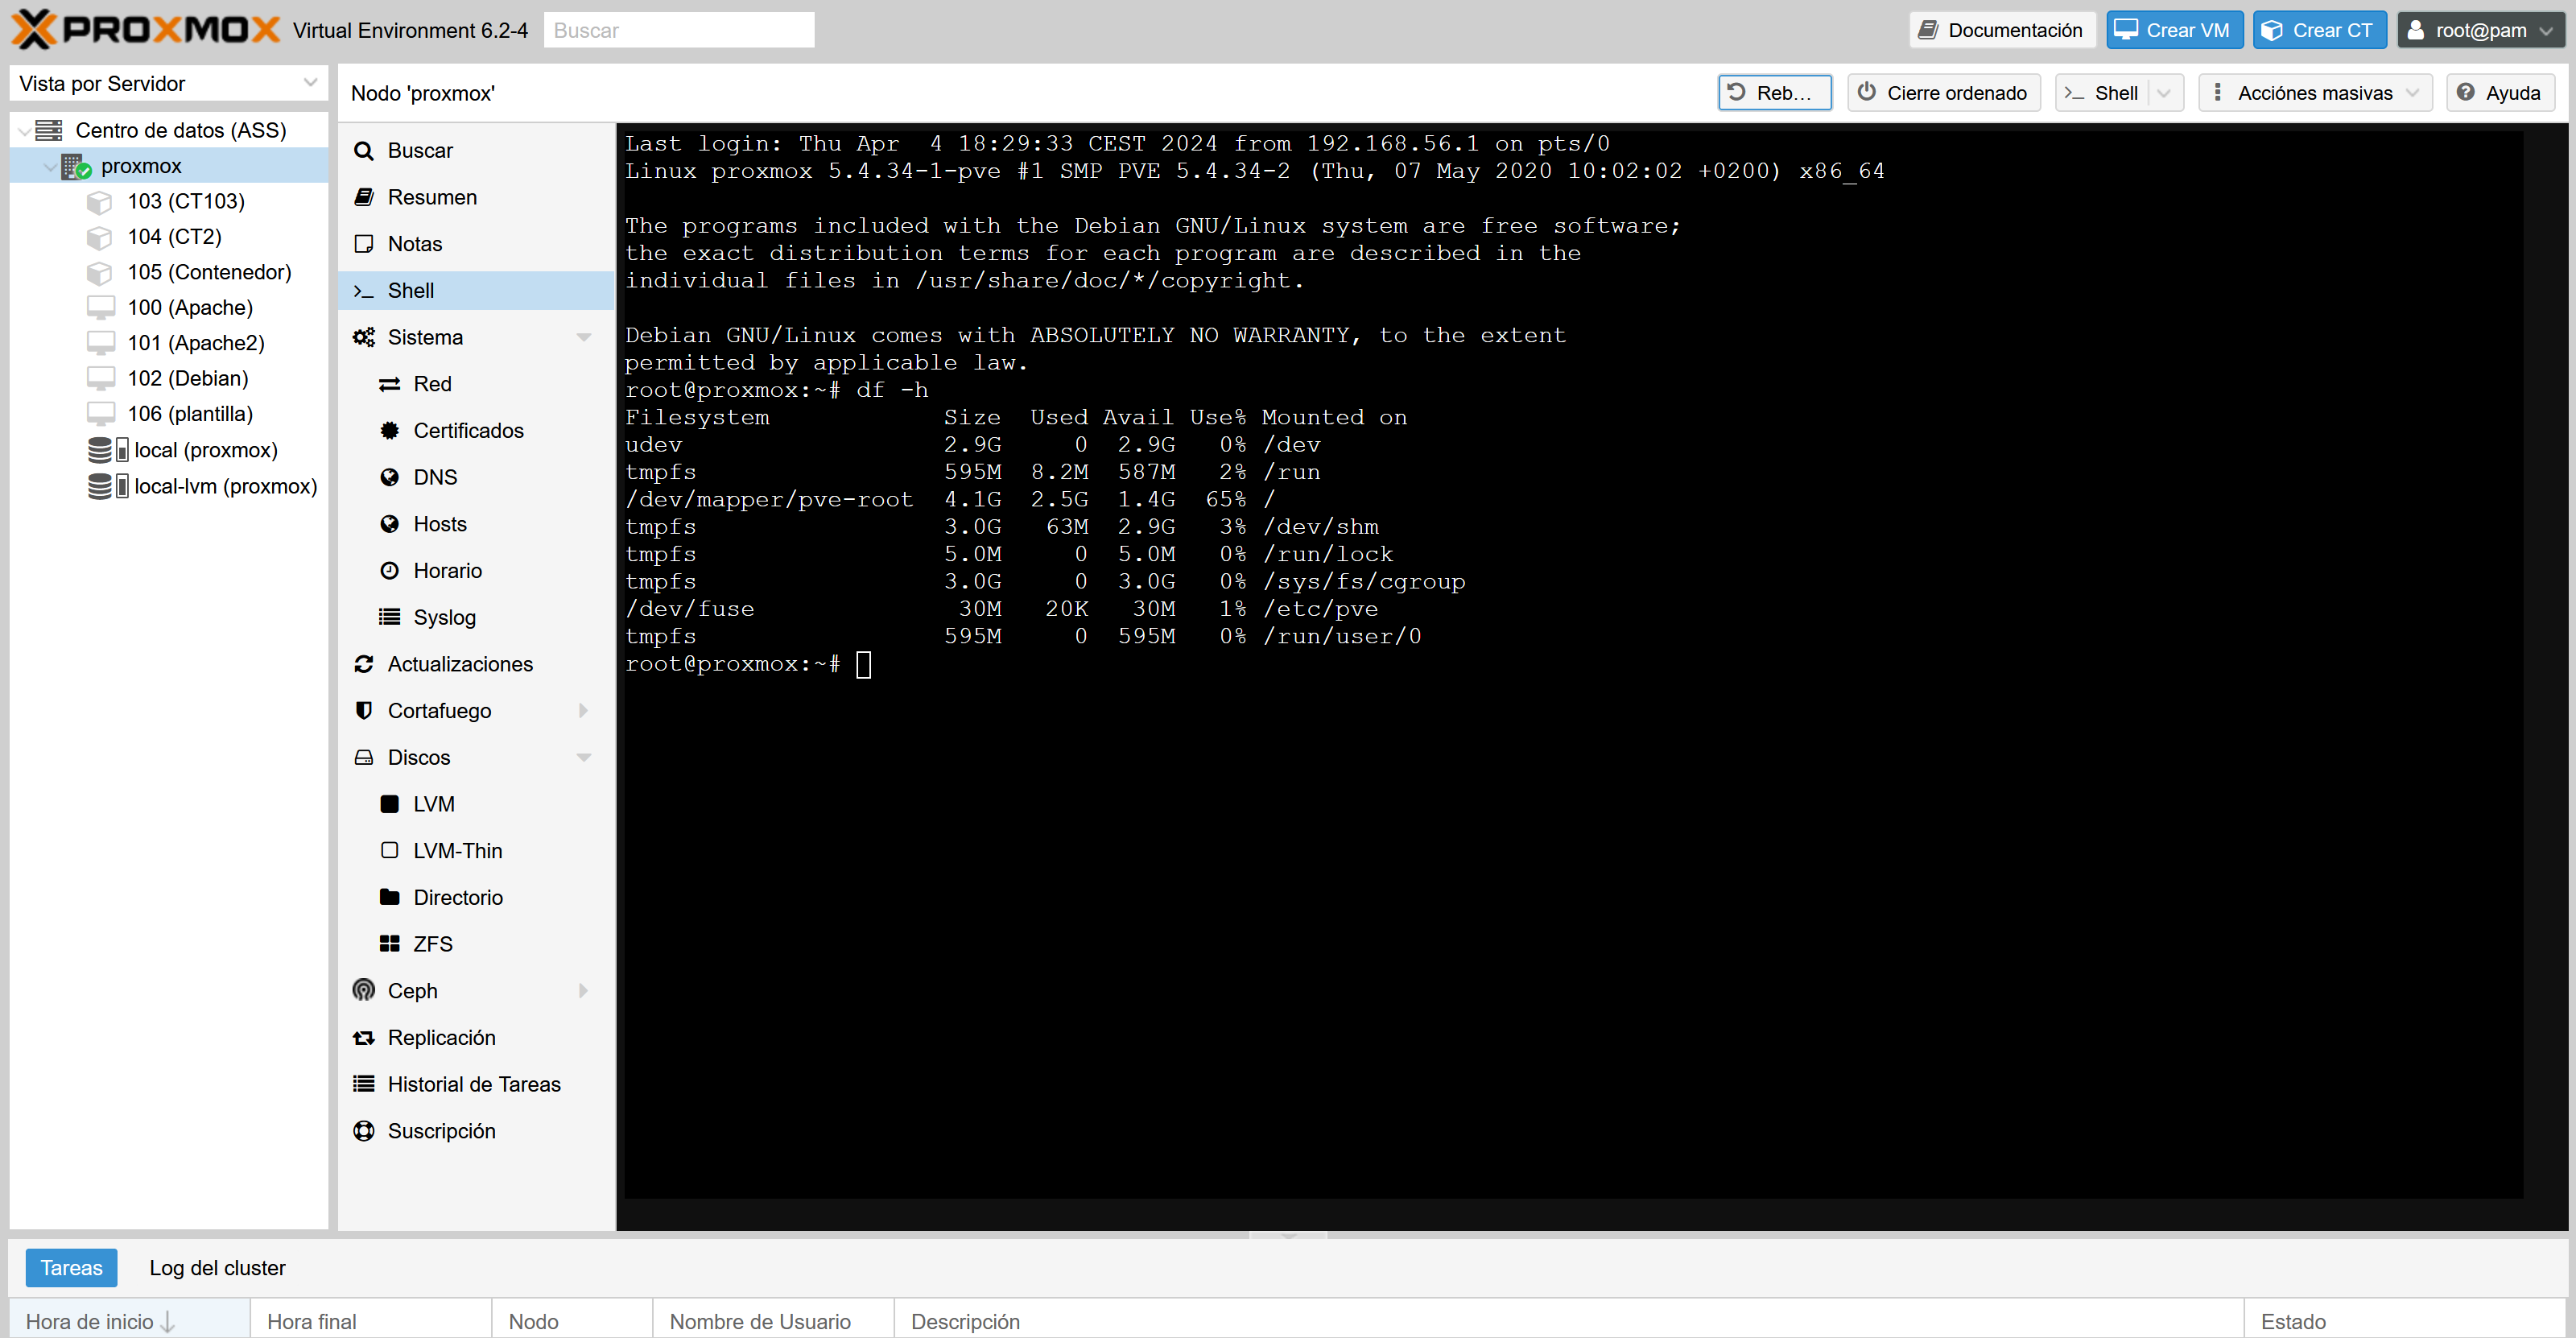 PROXMOX Virtual Environment 6.2-4 Buscar Documentación Crear VM Crear CT root@pam
Vista por Servidor
Centro de datos (ASS)
proxmox
103 (CT103)
104 (CT2)
105 (Contenedor)
100 (Apache)
101 (Apache2)
102 (Debian)
106 (plantilla)
local (proxmox)
local-lvm (proxmox)
Nodo 'proxmox' Reb… Cierre ordenado Shell Acciónes masivas Ayuda
Buscar
Resumen
Notas
Shell
Sistema
Red
Certificados
DNS
Hosts
Horario
Syslog
Actualizaciones
Cortafuego
Discos
LVM
LVM-Thin
Directorio
ZFS
Ceph
Replicación
Historial de Tareas
Suscripción
Last login: Thu Apr  4 18:29:33 CEST 2024 from 192.168.56.1 on pts/0
Linux proxmox 5.4.34-1-pve #1 SMP PVE 5.4.34-2 (Thu, 07 May 2020 10:02:02 +0200) x86_64
The programs included with the Debian GNU/Linux system are free software;
the exact distribution terms for each program are described in the
individual files in /usr/share/doc/*/copyright.
Debian GNU/Linux comes with ABSOLUTELY NO WARRANTY, to the extent
permitted by applicable law.
root@proxmox:~# df -h
Filesystem            Size  Used Avail Use% Mounted on
udev                  2.9G     0  2.9G   0% /dev
tmpfs                 595M  8.2M  587M   2% /run
/dev/mapper/pve-root  4.1G  2.5G  1.4G  65% /
tmpfs                 3.0G   63M  2.9G   3% /dev/shm
tmpfs                 5.0M     0  5.0M   0% /run/lock
tmpfs                 3.0G     0  3.0G   0% /sys/fs/cgroup
/dev/fuse              30M   20K   30M   1% /etc/pve
tmpfs                 595M     0  595M   0% /run/user/0
root@proxmox:~#
Tareas Log del cluster
Hora de inicio Hora final Nodo Nombre de Usuario Descripción Estado